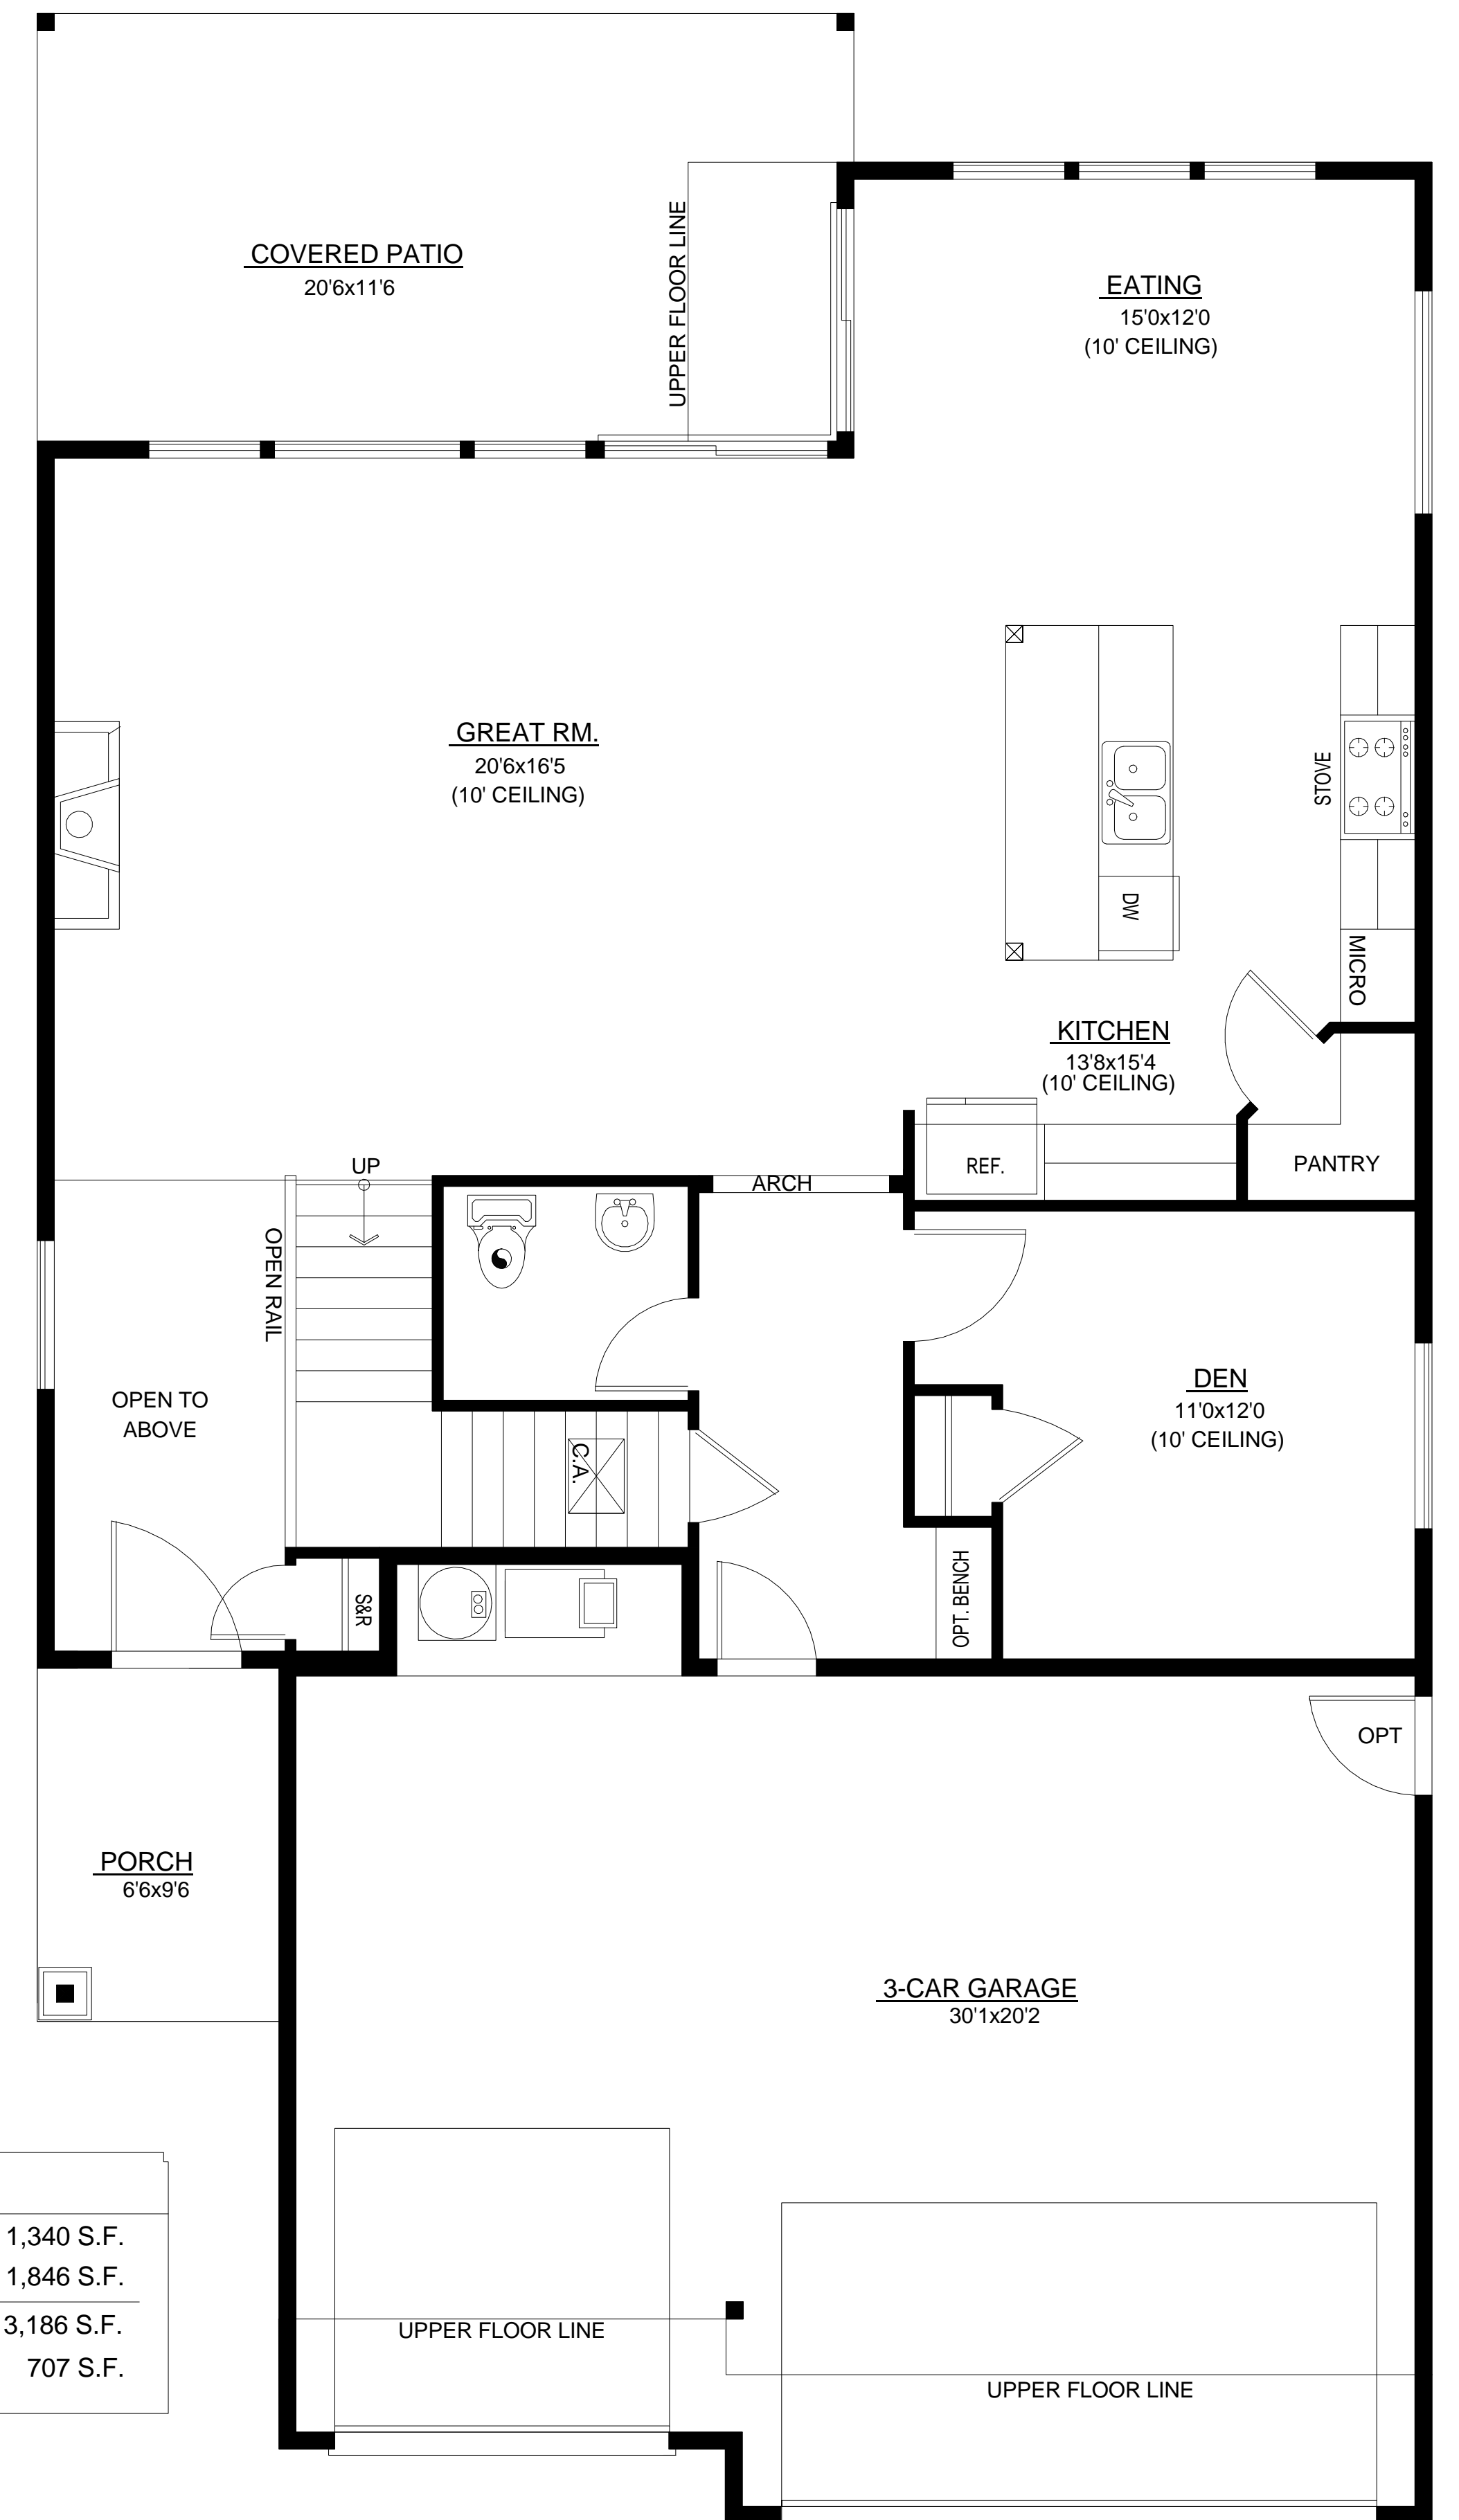 COVERED PATIO
20'6x11'6
UPPER FLOOR LINE
EATING
15'0x12'0
(10' CEILING)
GREAT RM.
20'6x16'5
(10' CEILING)
STOVE
DW
MICRO
KITCHEN
13'8x15'4
(10' CEILING)
REF.
PANTRY
UP
ARCH
OPEN RAIL
OPEN TO
ABOVE
C.A.
DEN
11'0x12'0
(10' CEILING)
S&R
OPT. BENCH
OPT
PORCH
6'6x9'6
3-CAR GARAGE
30'1x20'2
1,340 S.F.
1,846 S.F.
3,186 S.F.
707 S.F.
UPPER FLOOR LINE
UPPER FLOOR LINE